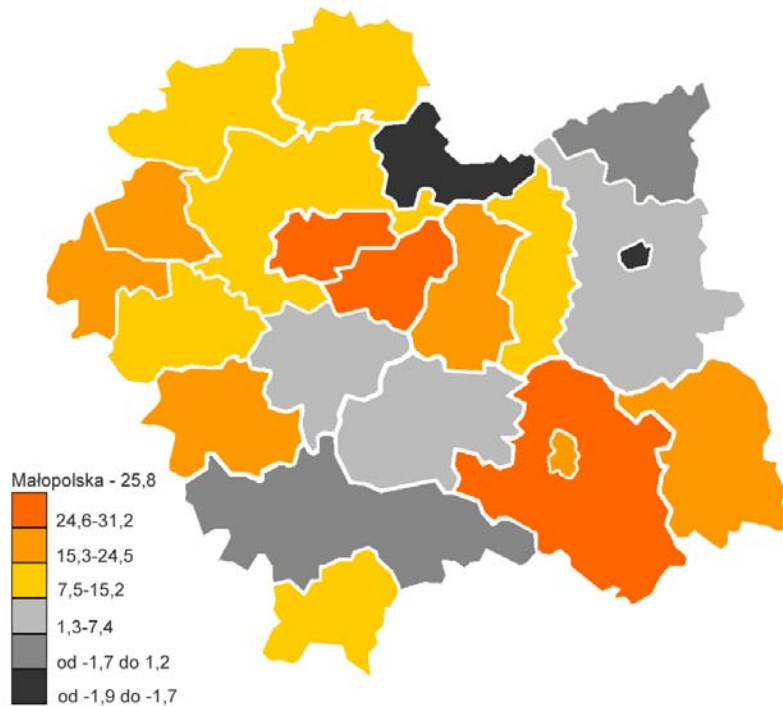 Małopolska - 25,8
24,6-31,2
15,3-24,5
7,5-15,2
1,3-7,4
od -1,7 do 1,2
od -1,9 do -1,7